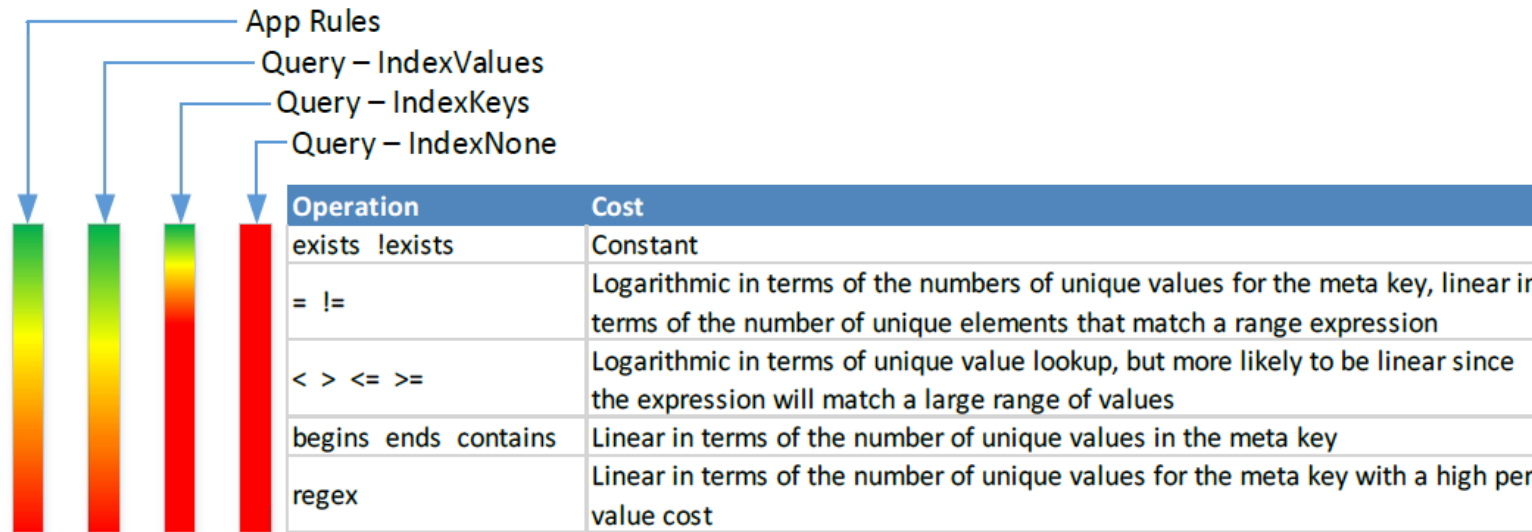 App Rules
Query – IndexValues
Query – IndexKeys
Query – IndexNone
Operation Cost
exists !exists Constant
= != Logarithmic in terms of the numbers of unique values for the meta key, linear in
terms of the number of unique elements that match a range expression
< > <= >= Logarithmic in terms of unique value lookup, but more likely to be linear since
the expression will match a large range of values
begins ends contains Linear in terms of the number of unique values in the meta key
regex Linear in terms of the number of unique values for the meta key with a high per
value cost